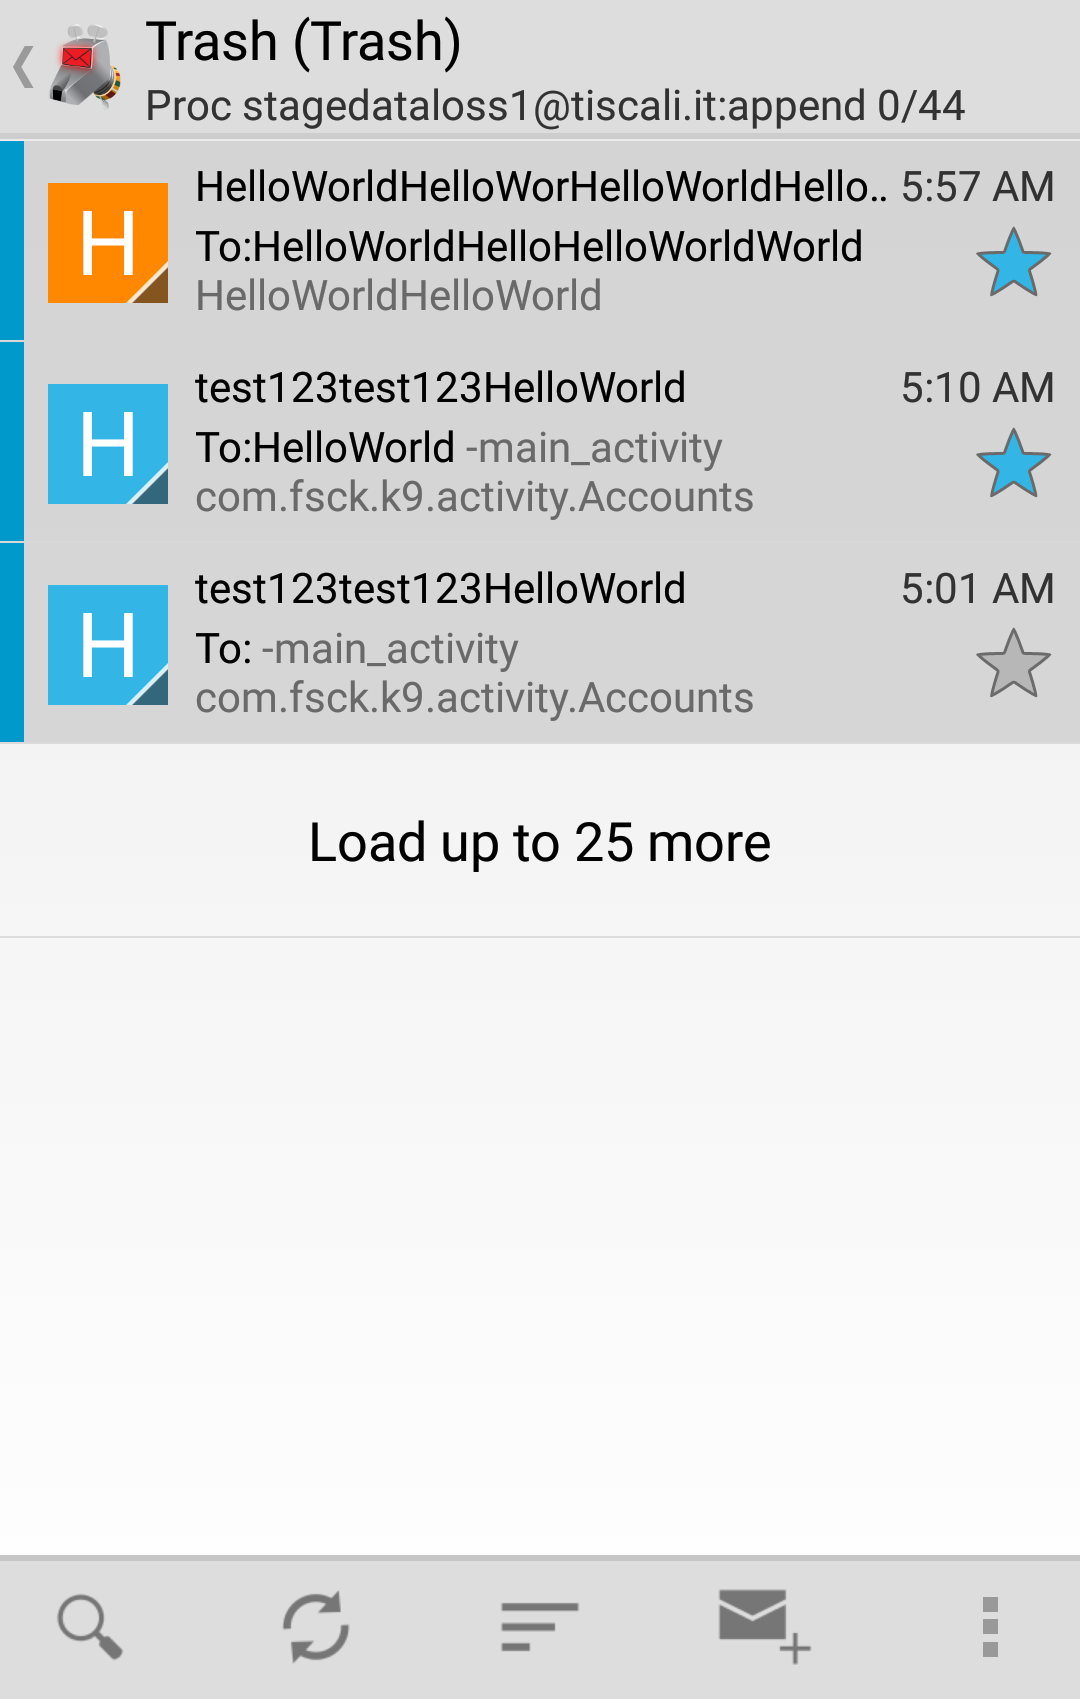 Trash (Trash)
Proc stagedataloss1@tiscali.it:append 0/44
H
HelloWorldHelloWorHelloWorldHello.. 5:57 AM
To:HelloWorldHelloHelloWorldWorld
HelloWorldHelloWorld
H
test123test123HelloWorld 5:10 AM
To:HelloWorld -main_activity
com.fsck.k9.activity.Accounts
H
test123test123HelloWorld 5:01 AM
To: -main_activity
com.fsck.k9.activity.Accounts
Load up to 25 more